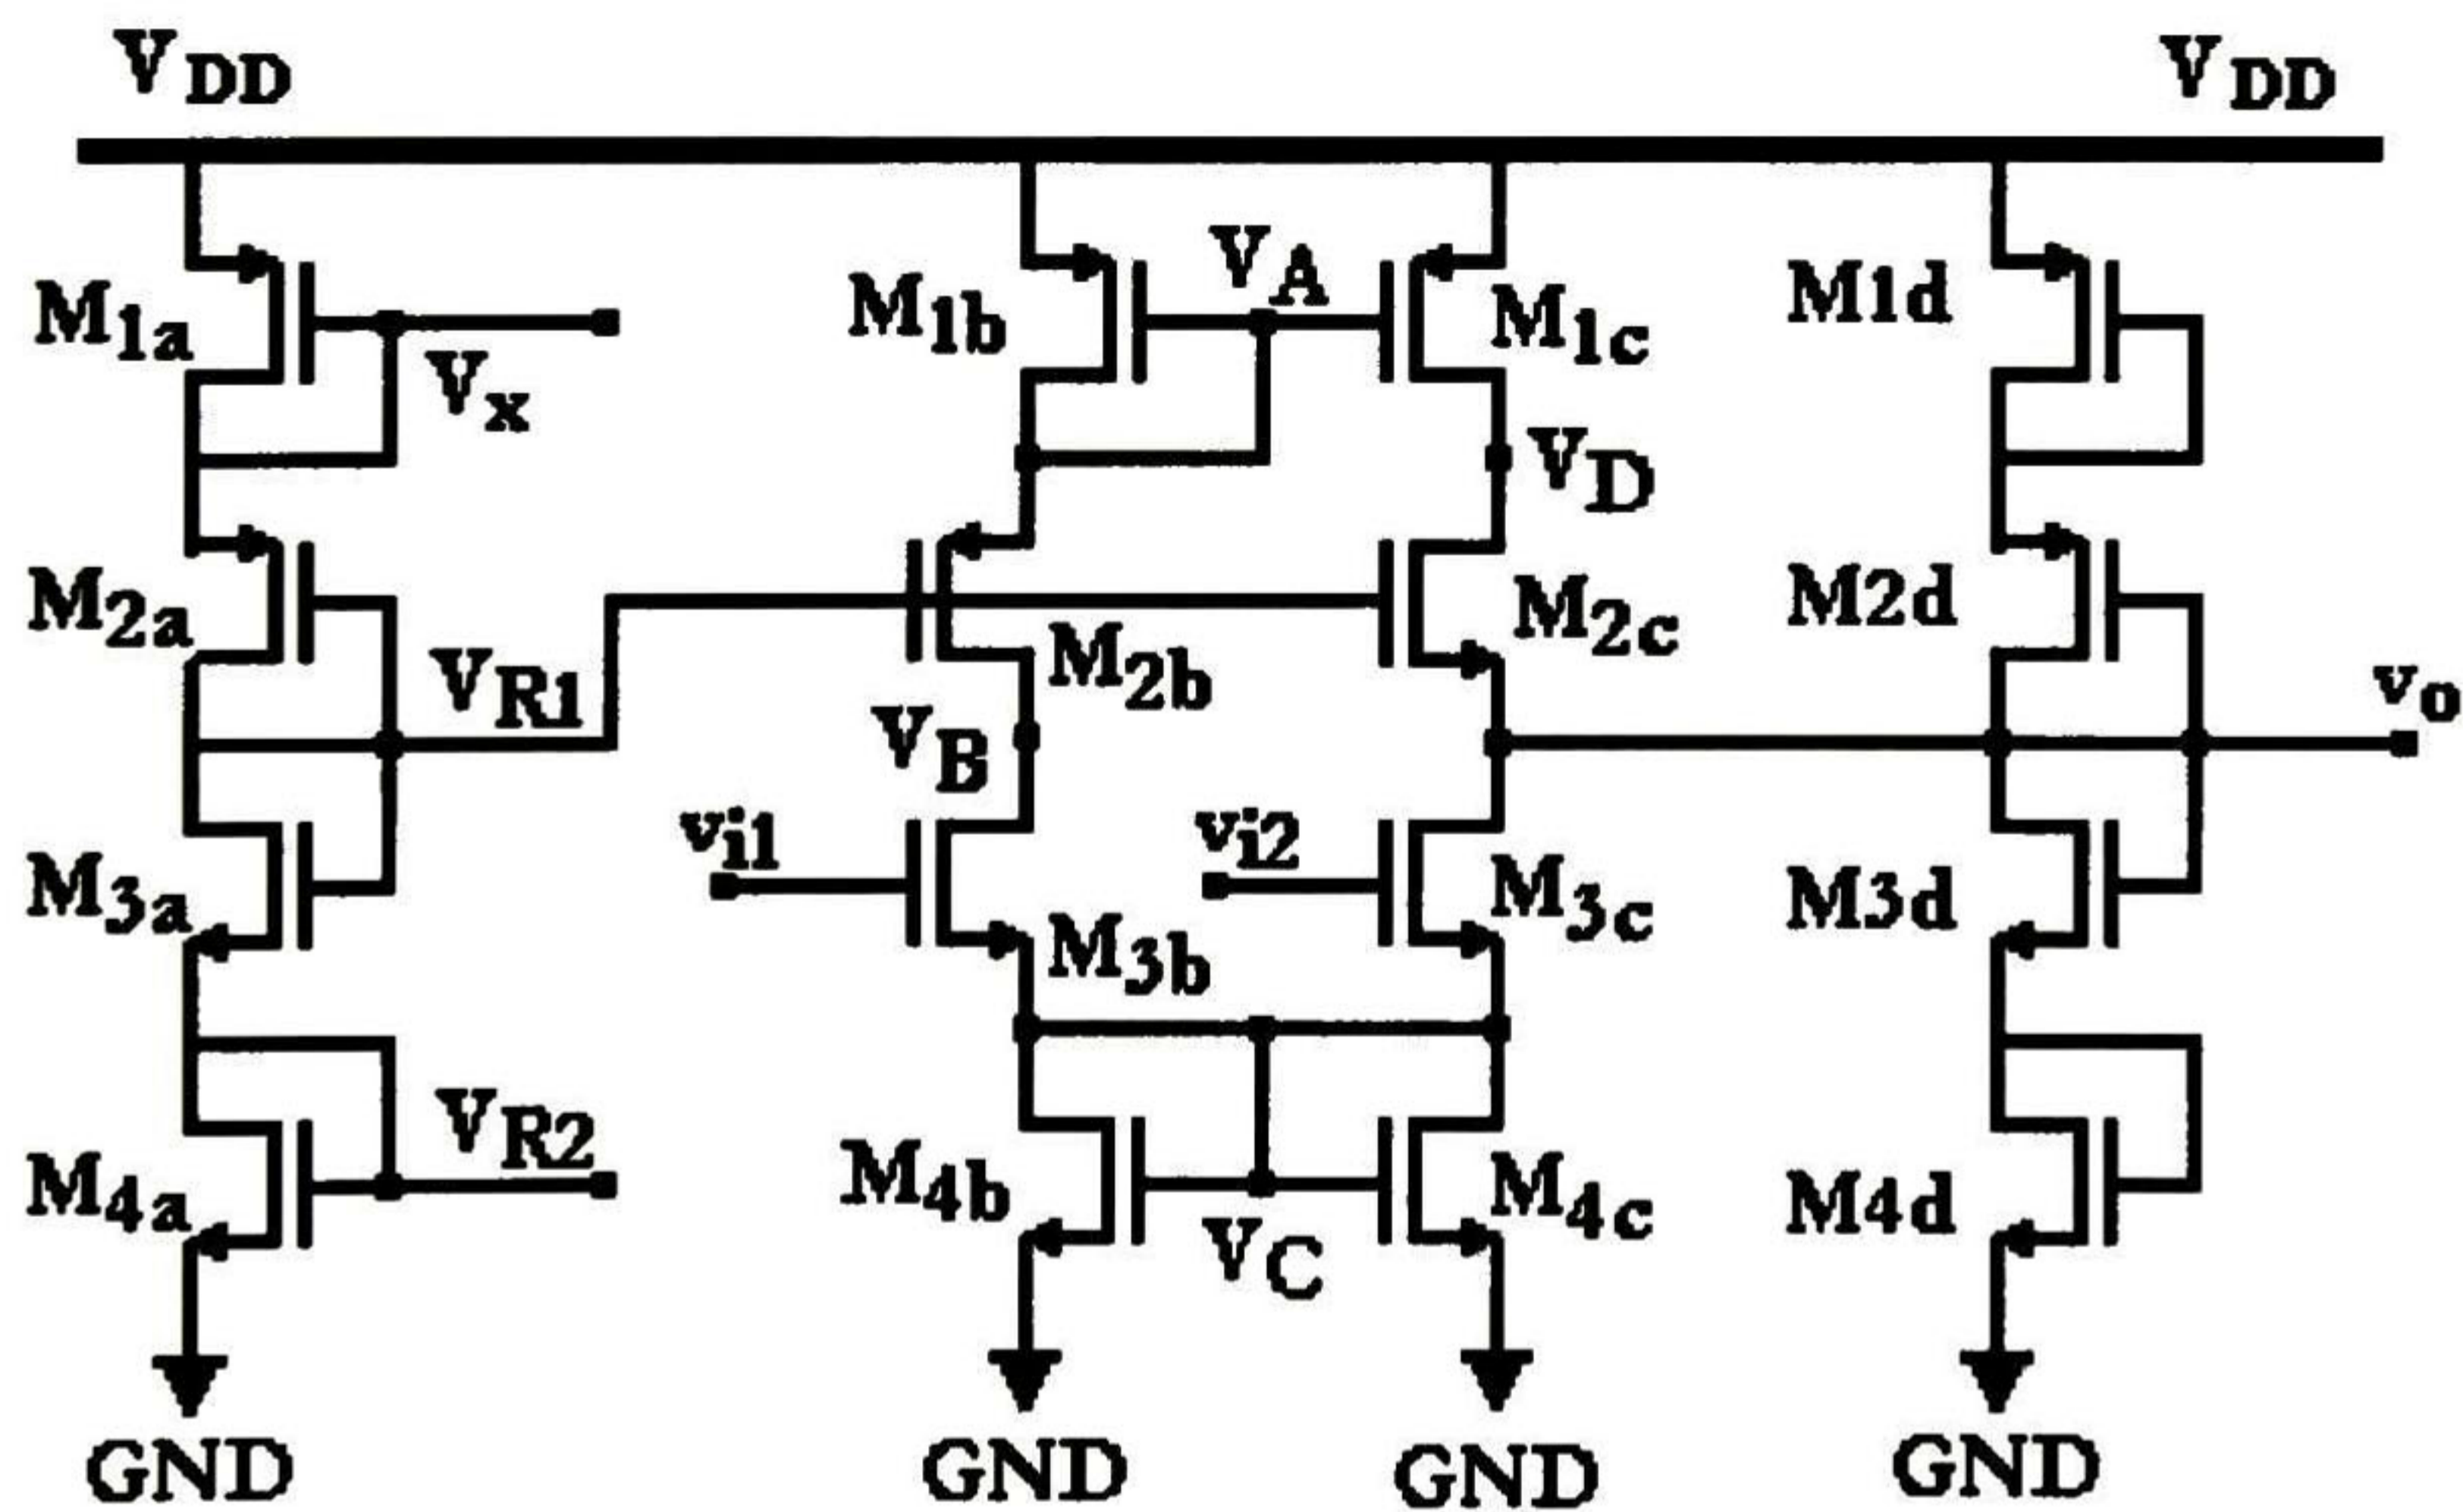 VDD VDD
M1a Vx M1b VA M1c M1d
VD
M2a VR1 M2b M2c M2d
VB vo
vi1 vi2
M3a M3b M3c M3d
VR2
M4a M4b VC M4c M4d
GND GND GND GND